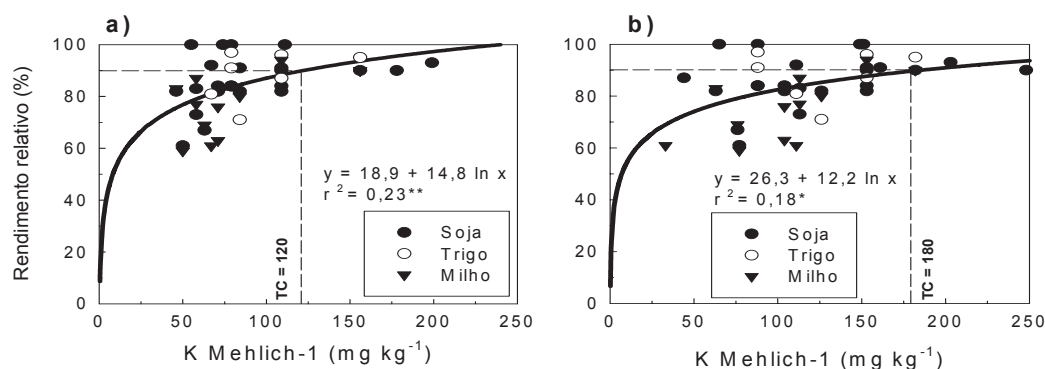 a)
Rendimento relativo (%)
100
80
60
40
20
0
y = 18,9 + 14,8 ln x
r² = 0,23**
TC = 120
Soja
Trigo
Milho
0 50 100 150 200 250
K Mehlich-1 (mg kg⁻¹)
b)
100
80
60
40
20
0
y = 26,3 + 12,2 ln x
r² = 0,18*
Soja
Trigo
Milho
TC = 180
0 50 100 150 200 250
K Mehlich-1 (mg kg⁻¹)